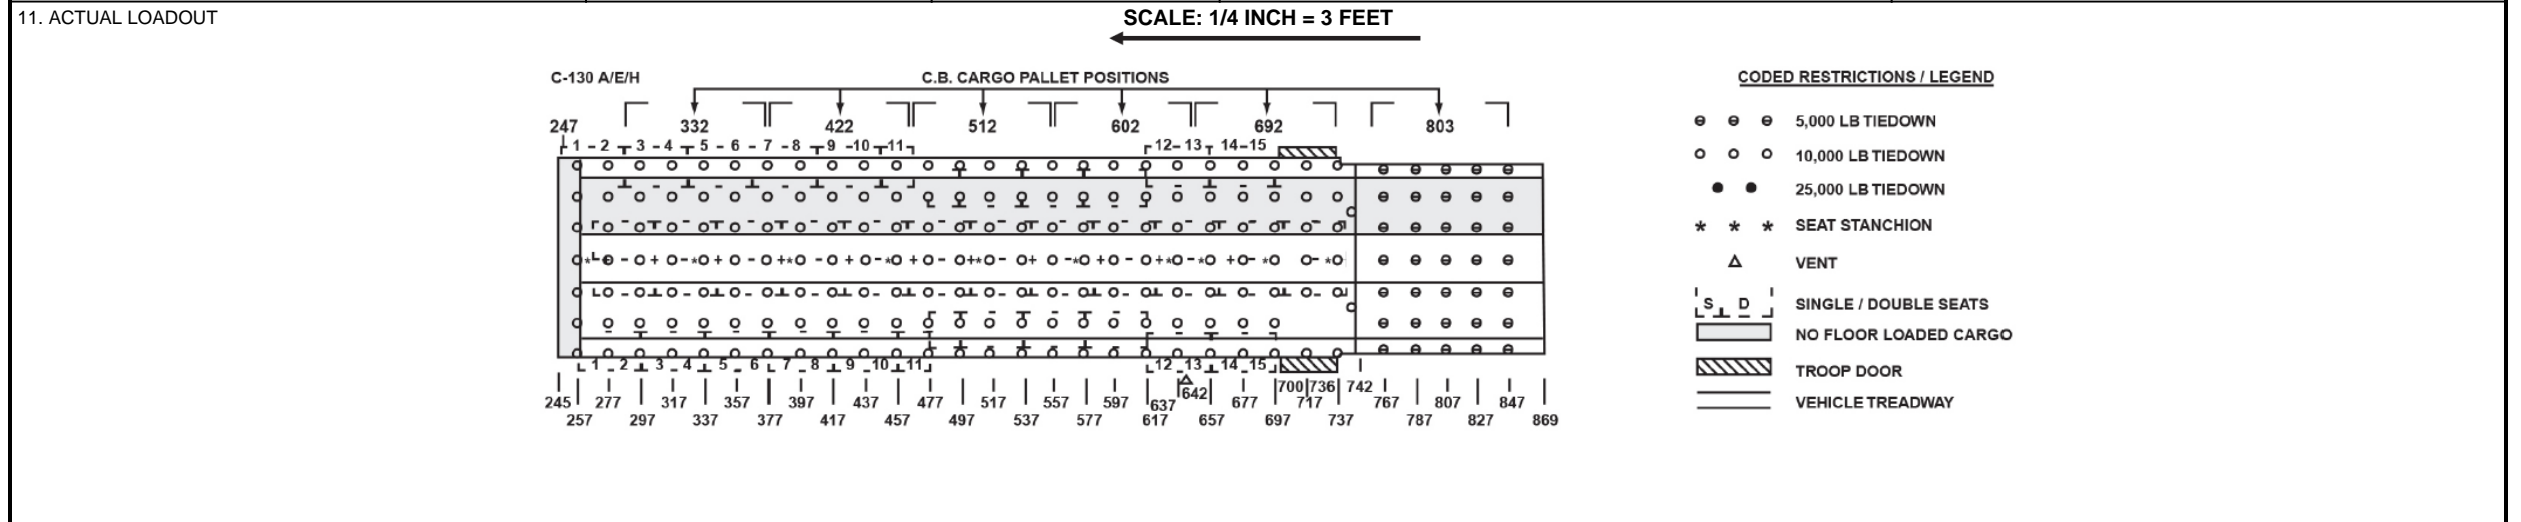 11. ACTUAL LOADOUT
SCALE: 1/4 INCH = 3 FEET
C-130 A/E/H
C.B. CARGO PALLET POSITIONS
247 332 422 512 602 692 803
1 - 2 3 - 4 5 - 6 - 7 - 8 9 - 10 11 12 - 13 14 - 15
1 - 2 3 - 4 5 - 6 7 - 8 9 - 10 11 12 - 13 14 - 15
245 277 317 357 397 437 477 517 557 597 637 642 677 700 717 736 742 767 807 847
257 297 337 377 417 457 497 537 577 617 657 697 737 787 827 869
CODED RESTRICTIONS / LEGEND
5,000 LB TIEDOWN
10,000 LB TIEDOWN
25,000 LB TIEDOWN
* * * SEAT STANCHION
VENT
S D SINGLE / DOUBLE SEATS
NO FLOOR LOADED CARGO
TROOP DOOR
VEHICLE TREADWAY